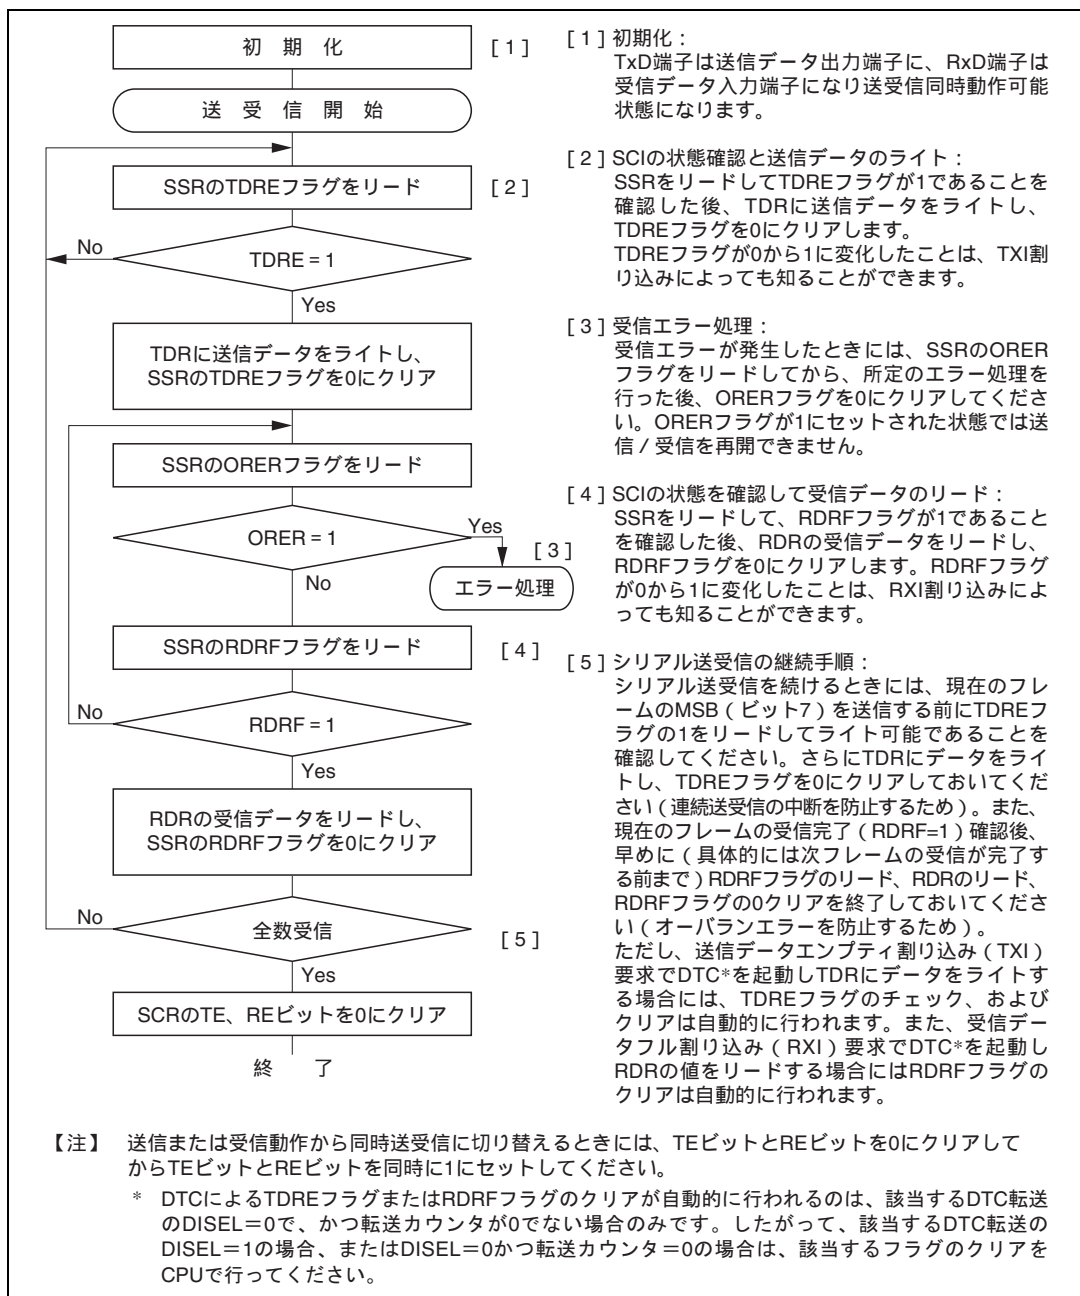 初 期 化 [ 1 ]
送 受 信 開 始
SSRのTDREフラグをリード [ 2 ]
No
TDRE = 1
Yes
TDRに送信データをライトし、
SSRのTDREフラグを0にクリア
SSRのORERフラグをリード
ORER = 1
Yes
[ 3 ]
エラー処理
No
SSRのRDRFフラグをリード [ 4 ]
No
RDRF = 1
Yes
RDRの受信データをリードし、
SSRのRDRFフラグを0にクリア
No
全数受信 [ 5 ]
Yes
SCRのTE、REビットを0にクリア
終 了
[ 1 ] 初期化：
TxD端子は送信データ出力端子に、RxD端子は
受信データ入力端子になり送受信同時動作可能
状態になります。
[ 2 ] SCIの状態確認と送信データのライト：
SSRをリードしてTDREフラグが1であることを
確認した後、TDRに送信データをライトし、
TDREフラグを0にクリアします。
TDREフラグが0から1に変化したことは、TXI割
り込みによっても知ることができます。
[ 3 ] 受信エラー処理：
受信エラーが発生したときには、SSRのORER
フラグをリードしてから、所定のエラー処理を
行った後、ORERフラグを0にクリアしてくださ
い。ORERフラグが1にセットされた状態では送
信 / 受信を再開できません。
[ 4 ] SCIの状態を確認して受信データのリード：
SSRをリードして、RDRFフラグが1であること
を確認した後、RDRの受信データをリードし、
RDRFフラグを0にクリアします。RDRFフラグ
が0から1に変化したことは、RXI割り込みによ
っても知ることができます。
[ 5 ] シリアル送受信の継続手順：
シリアル送受信を続けるときには、現在のフレ
ームのMSB（ビット7）を送信する前にTDREフ
ラグの1をリードしてライト可能であることを
確認してください。さらにTDRにデータをライ
トし、TDREフラグを0にクリアしておいてくだ
さい（連続送受信の中断を防止するため）。また、
現在のフレームの受信完了（RDRF=1）確認後、
早めに（具体的には次フレームの受信が完了す
る前まで）RDRFフラグのリード、RDRのリード、
RDRFフラグの0クリアを終了しておいてくださ
い（オーバランエラーを防止するため）。
ただし、送信データエンプティ割り込み（TXI）
要求でDTC*を起動しTDRにデータをライトす
る場合には、TDREフラグのチェック、および
クリアは自動的に行われます。また、受信デー
タフル割り込み（RXI）要求でDTC*を起動し
RDRの値をリードする場合にはRDRFフラグの
クリアは自動的に行われます。
【注】 送信または受信動作から同時送受信に切り替えるときには、TEビットとREビットを0にクリアして
からTEビットとREビットを同時に1にセットしてください。
* DTCによるTDREフラグまたはRDRFフラグのクリアが自動的に行われるのは、該当するDTC転送
のDISEL＝0で、かつ転送カウンタが0でない場合のみです。したがって、該当するDTC転送の
DISEL＝1の場合、またはDISEL＝0かつ転送カウンタ＝0の場合は、該当するフラグのクリアを
CPUで行ってください。